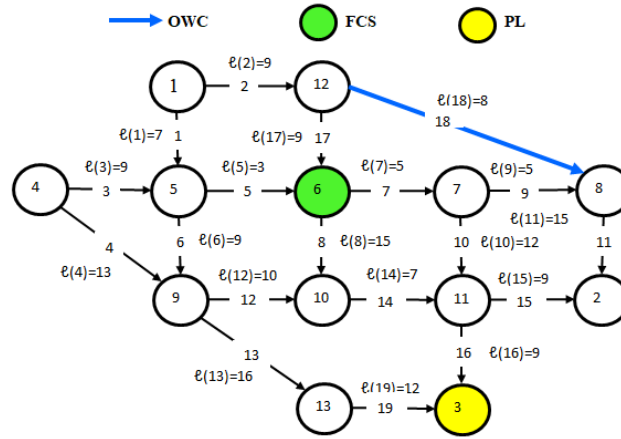 OWC FCS PL
1 ℓ(2)=9 2 12
ℓ(18)=8
18
ℓ(1)=7 1 ℓ(17)=9 17
4 ℓ(3)=9 3 5 ℓ(5)=3 5 6 ℓ(7)=5 7 7 ℓ(9)=5 9 8
4 6 ℓ(6)=9 8 ℓ(8)=15 10 ℓ(10)=12 ℓ(11)=15 11
ℓ(4)=13
9 ℓ(12)=10 12 10 ℓ(14)=7 14 11 ℓ(15)=9 15 2
13 16 ℓ(16)=9
ℓ(13)=16
13 ℓ(19)=12 19 3